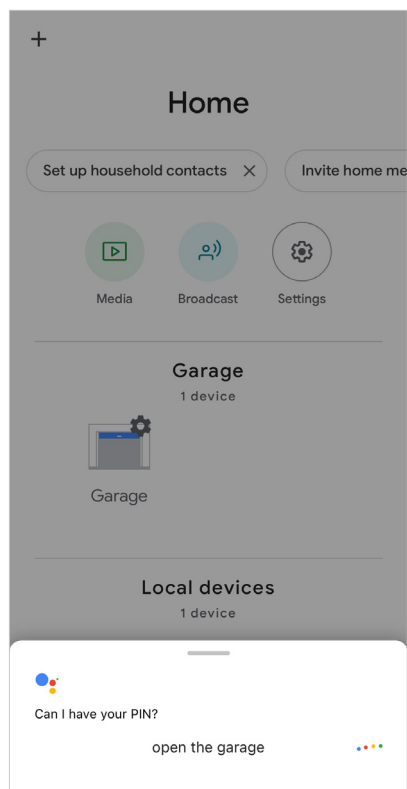 Home
Set up household contacts
Invite home me
Media
Broadcast
Settings
Garage
1 device
Garage
Local devices
1 device
Can I have your PIN?
open the garage